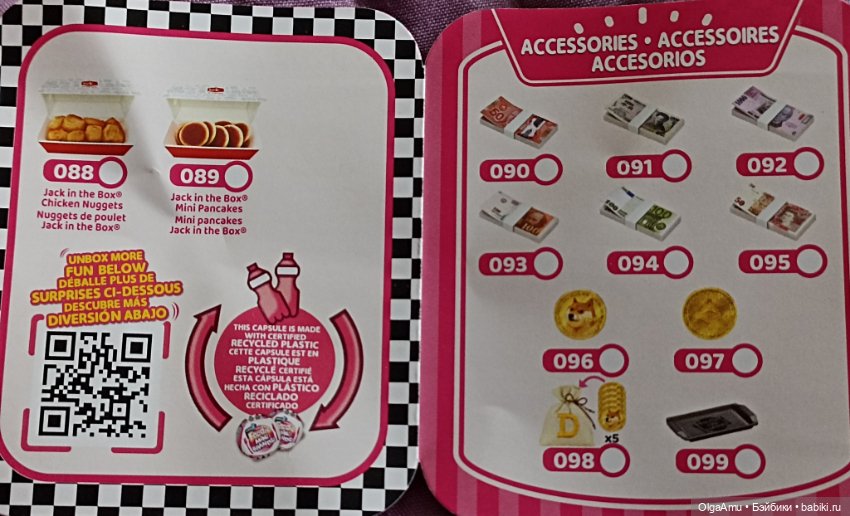 088
Jack in the Box®
Chicken Nuggets
Nuggets de poulet
Jack in the Box®
089
Jack in the Box®
Mini Pancakes
Mini pancakes
Jack in the Box®
UNBOX MORE
FUN BELOW
DÉBALLE PLUS DE
SURPRISES CI-DESSOUS
DESCUBRE MÁS
DIVERSIÓN ABAJO
THIS CAPSULE IS MADE
WITH CERTIFIED
RECYCLED PLASTIC
CETTE CAPSULE EST EN
PLASTIQUE
RECYCLÉ CERTIFIÉ
ESTA CÁPSULA ESTÁ
HECHA CON PLÁSTICO
RECICLADO
CERTIFICADO
ACCESSORIES • ACCESSOIRES
ACCESORIOS
50
090
091
092
100
093
100
094
50
095
096
097
D
x5
098
099
OlgaAmu • Бэйбики • babiki.ru